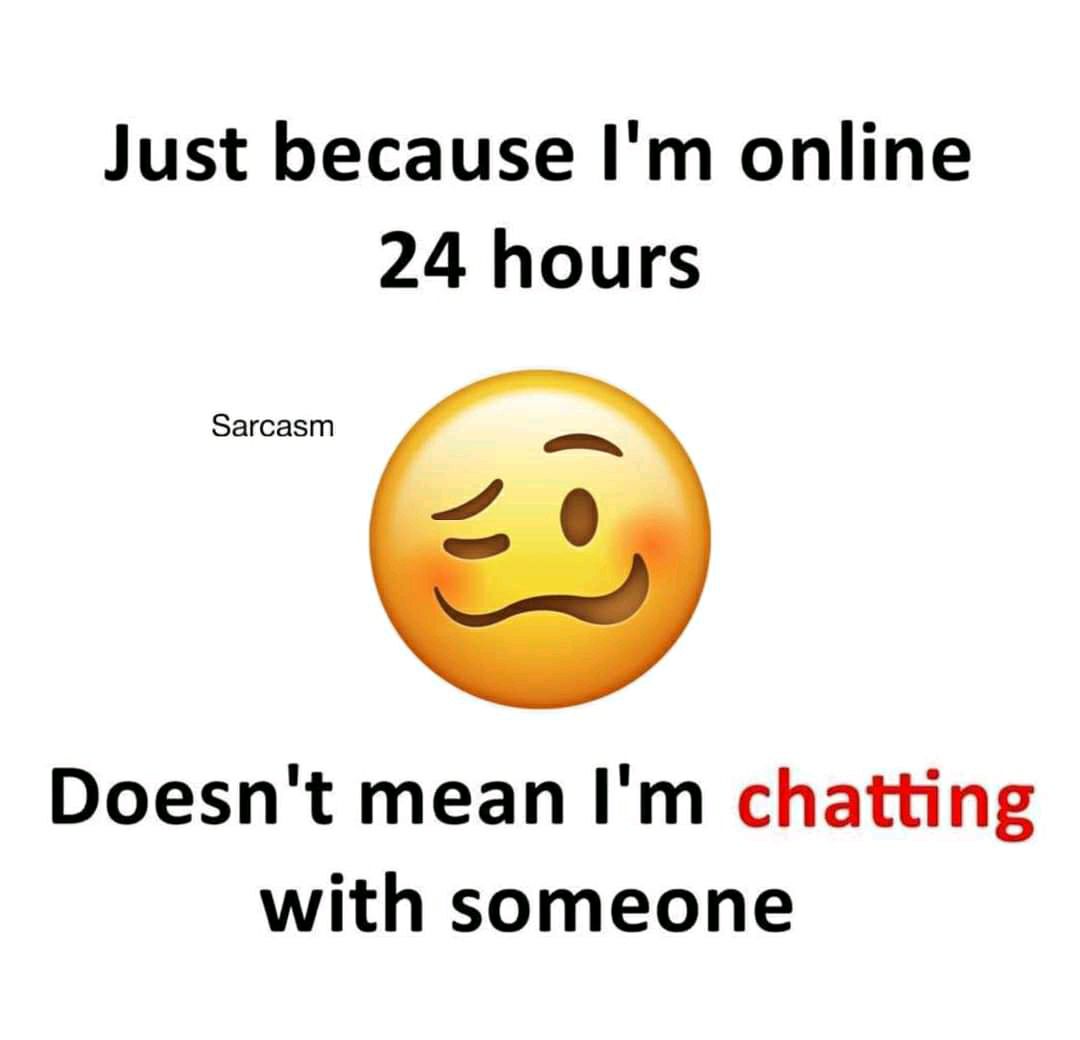 Just because I'm online
24 hours
Sarcasm
Doesn't mean I'm chatting
with someone